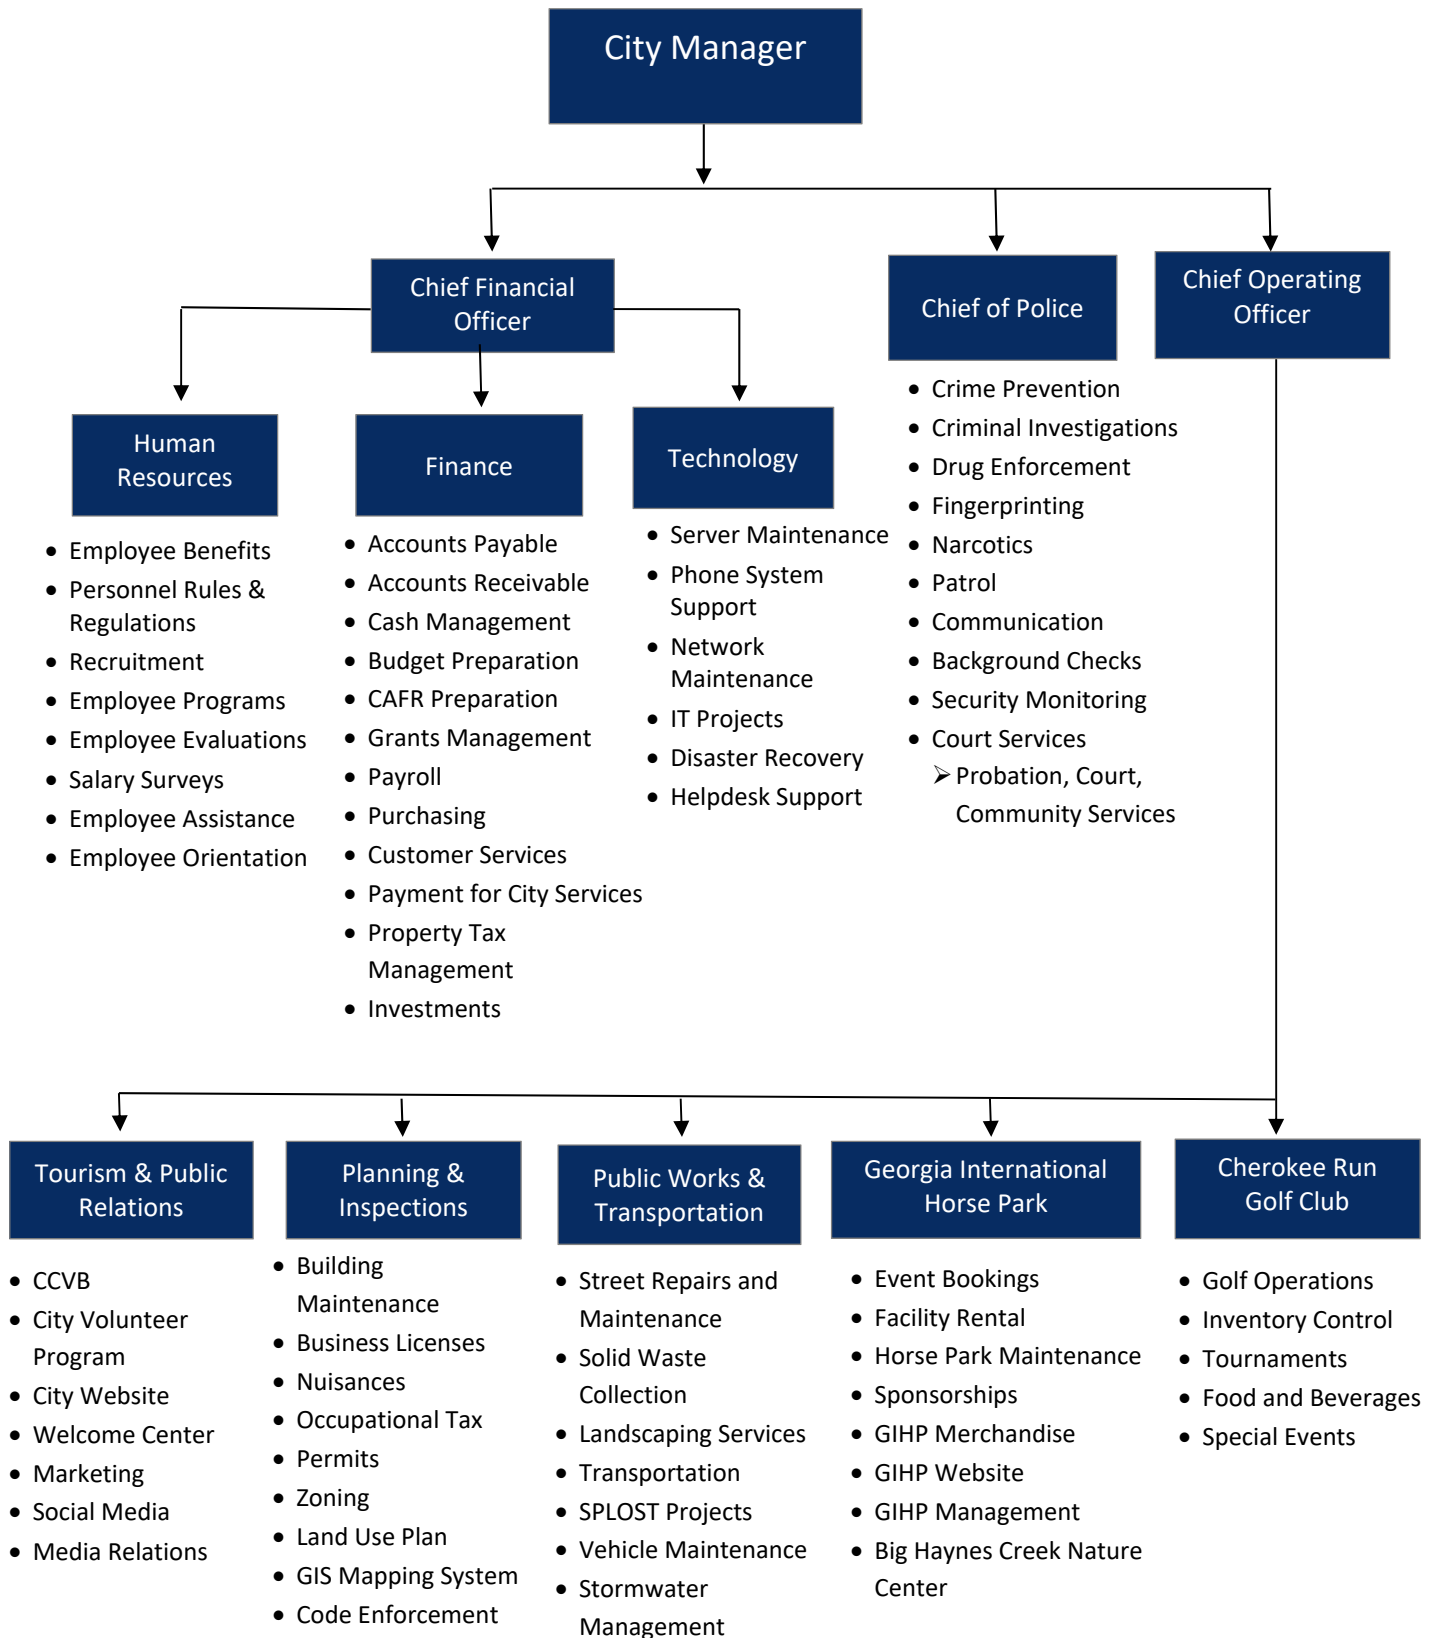 City Manager
Chief Financial
Officer
Chief of Police
Chief Operating
Officer
Human
Resources
• Employee Benefits
• Personnel Rules &
Regulations
• Recruitment
• Employee Programs
• Employee Evaluations
• Salary Surveys
• Employee Assistance
• Employee Orientation
Finance
• Accounts Payable
• Accounts Receivable
• Cash Management
• Budget Preparation
• CAFR Preparation
• Grants Management
• Payroll
• Purchasing
• Customer Services
• Payment for City Services
• Property Tax
Management
• Investments
Technology
• Server Maintenance
• Phone System
Support
• Network
Maintenance
• IT Projects
• Disaster Recovery
• Helpdesk Support
• Crime Prevention
• Criminal Investigations
• Drug Enforcement
• Fingerprinting
• Narcotics
• Patrol
• Communication
• Background Checks
• Security Monitoring
• Court Services
➢ Probation, Court,
Community Services
Tourism & Public
Relations
• CCVB
• City Volunteer
Program
• City Website
• Welcome Center
• Marketing
• Social Media
• Media Relations
Planning &
Inspections
• Building
Maintenance
• Business Licenses
• Nuisances
• Occupational Tax
• Permits
• Zoning
• Land Use Plan
• GIS Mapping System
• Code Enforcement
Public Works &
Transportation
• Street Repairs and
Maintenance
• Solid Waste
Collection
• Landscaping Services
• Transportation
• SPLOST Projects
• Vehicle Maintenance
• Stormwater
Management
Georgia International
Horse Park
• Event Bookings
• Facility Rental
• Horse Park Maintenance
• Sponsorships
• GIHP Merchandise
• GIHP Website
• GIHP Management
• Big Haynes Creek Nature
Center
Cherokee Run
Golf Club
• Golf Operations
• Inventory Control
• Tournaments
• Food and Beverages
• Special Events